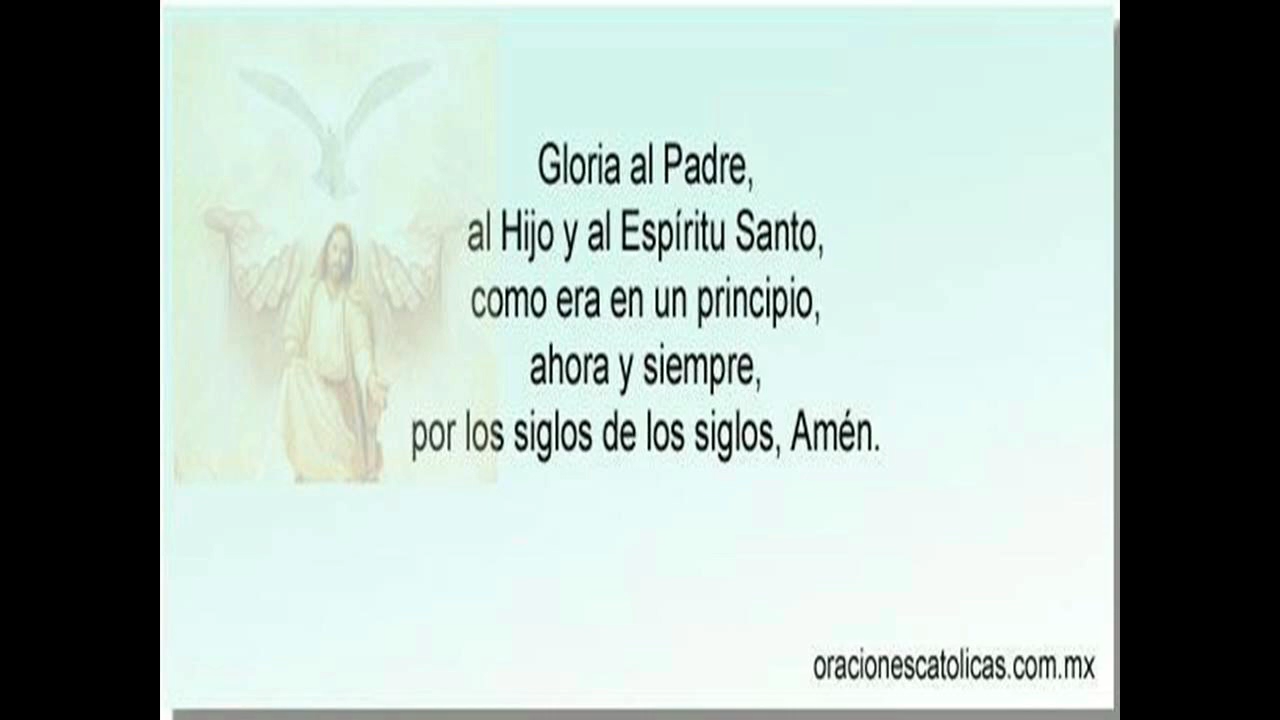 Gloria al Padre,
al Hijo y al Espíritu Santo,
como era en un principio,
ahora y siempre,
por los siglos de los siglos, Amén.
oracionescatolicas.com.mx